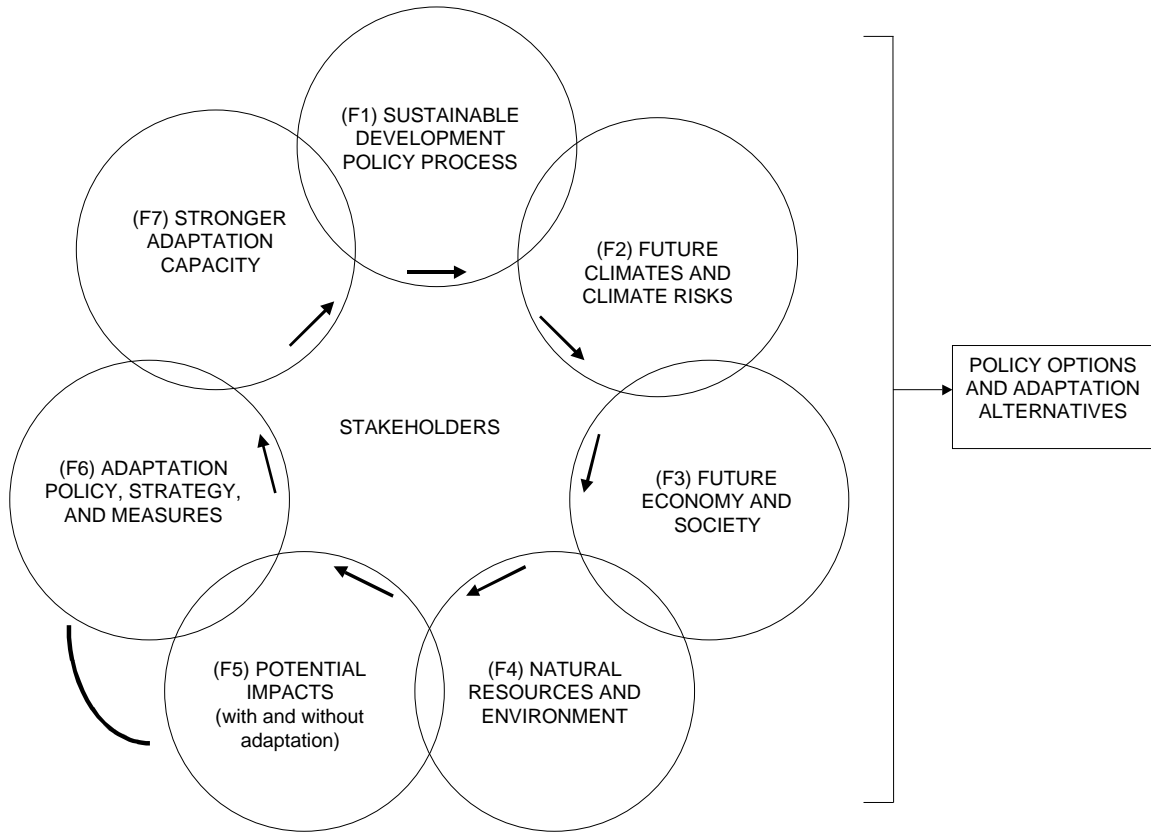 (F1) SUSTAINABLE
DEVELOPMENT
POLICY PROCESS
(F2) FUTURE
CLIMATES AND
CLIMATE RISKS
(F3) FUTURE
ECONOMY AND
SOCIETY
(F4) NATURAL
RESOURCES AND
ENVIRONMENT
(F5) POTENTIAL
IMPACTS
(with and without
adaptation)
(F6) ADAPTATION
POLICY, STRATEGY,
AND MEASURES
(F7) STRONGER
ADAPTATION
CAPACITY
STAKEHOLDERS
POLICY OPTIONS
AND ADAPTATION
ALTERNATIVES